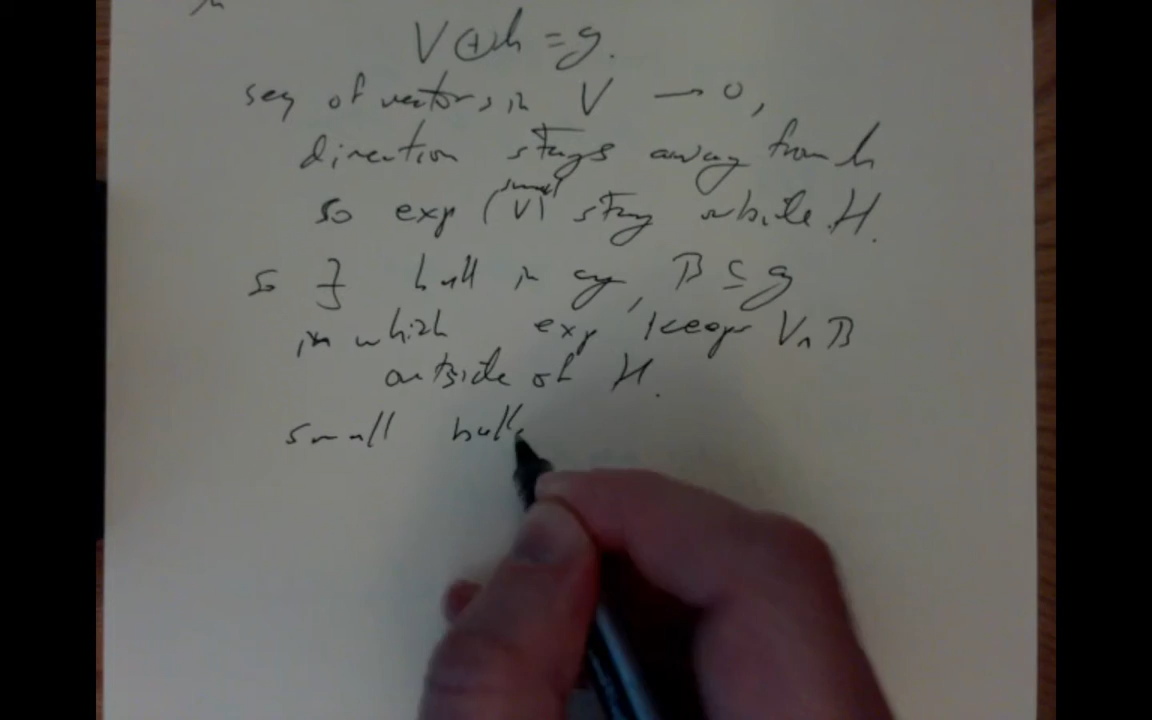 V ⊕ h = g.
seq of vectors in V → 0,
direction stays away from h
so exp (small V) stay outside H.
so ∃ ball in g, B ⊆ g
in which exp keeps V ∩ B
outside of H.
small ball